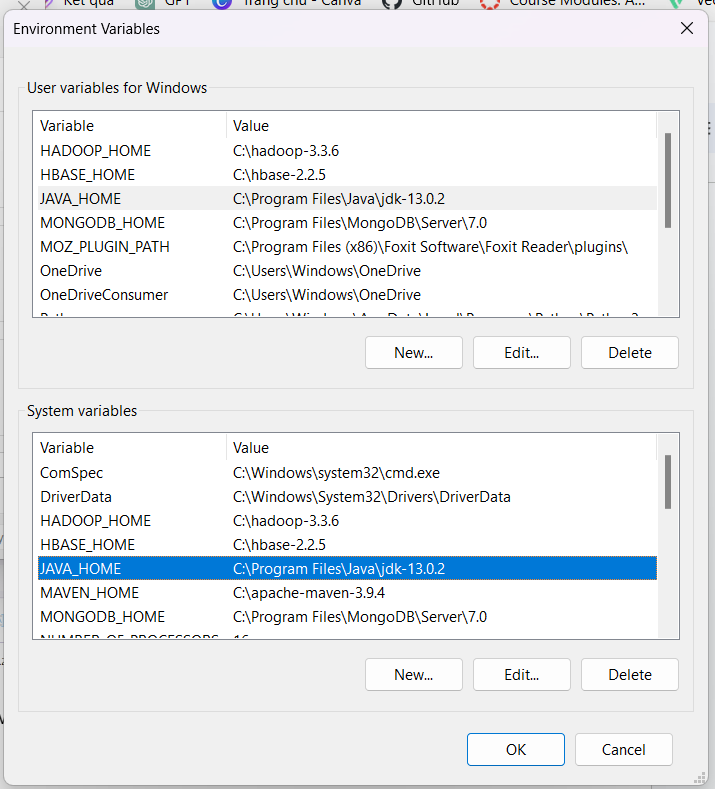 Kết quả GPT Trang chủ - Canva GitHub Course Modules: A...
Environment Variables
User variables for Windows
Variable Value
HADOOP_HOME C:\hadoop-3.3.6
HBASE_HOME C:\hbase-2.2.5
JAVA_HOME C:\Program Files\Java\jdk-13.0.2
MONGODB_HOME C:\Program Files\MongoDB\Server\7.0
MOZ_PLUGIN_PATH C:\Program Files (x86)\Foxit Software\Foxit Reader\plugins\
OneDrive C:\Users\Windows\OneDrive
OneDriveConsumer C:\Users\Windows\OneDrive
New... Edit... Delete
System variables
Variable Value
ComSpec C:\Windows\system32\cmd.exe
DriverData C:\Windows\System32\Drivers\DriverData
HADOOP_HOME C:\hadoop-3.3.6
HBASE_HOME C:\hbase-2.2.5
JAVA_HOME C:\Program Files\Java\jdk-13.0.2
MAVEN_HOME C:\apache-maven-3.9.4
MONGODB_HOME C:\Program Files\MongoDB\Server\7.0
NUMBER_OF_PROCESSORS 16
New... Edit... Delete
OK Cancel